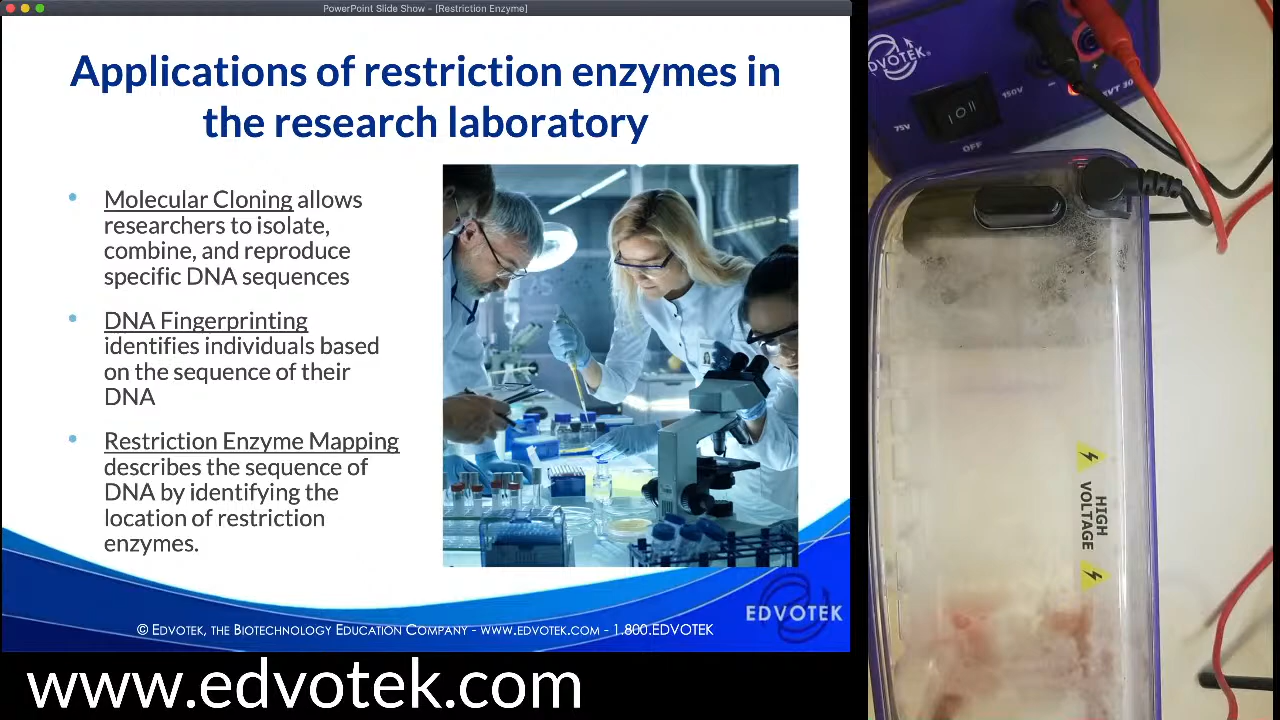 PowerPoint Slide Show - [Restriction Enzyme]
Applications of restriction enzymes in
the research laboratory
• Molecular Cloning allows
researchers to isolate,
combine, and reproduce
specific DNA sequences
• DNA Fingerprinting
identifies individuals based
on the sequence of their
DNA
• Restriction Enzyme Mapping
describes the sequence of
DNA by identifying the
location of restriction
enzymes.
EDVOTEK
© EDVOTEK, THE BIOTECHNOLOGY EDUCATION COMPANY - WWW.EDVOTEK.COM - 1.800.EDVOTEK
www.edvotek.com
EDVOTEK®
75V
150V
OFF
- +
HIGH
VOLTAGE